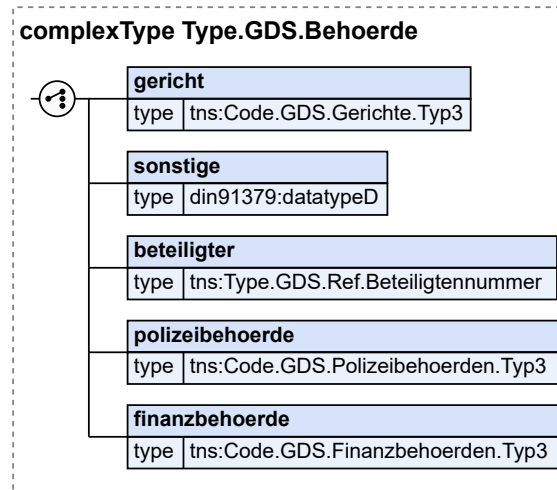 complexType Type.GDS.Behoerde
gericht
type tns:Code.GDS.Gerichte.Typ3
sonstige
type din91379:datatypeD
beteiligter
type tns:Type.GDS.Ref.Beteiligtennummer
polizeibehoerde
type tns:Code.GDS.Polizeibehoerden.Typ3
finanzbehoerde
type tns:Code.GDS.Finanzbehoerden.Typ3